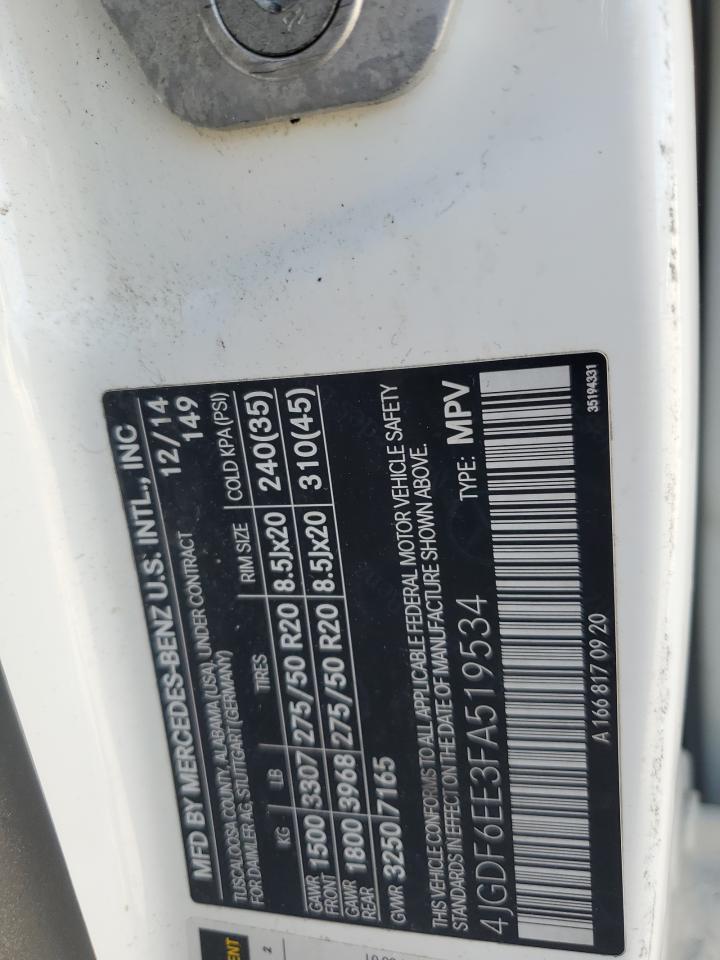 MFD BY MERCEDES-BENZ U.S. INTL., INC
TUSCALOOSA COUNTY, ALABAMA (USA), UNDER CONTRACT 12/14
FOR DAIMLER AG, STUTTGART (GERMANY) 149
KG LB TIRES RIM SIZE COLD KPA (PSI)
GAWR FRONT 1500 3307 275/50 R20 8.5Jx20 240(35)
GAWR REAR 1800 3968 275/50 R20 8.5Jx20 310(45)
GVWR 3250 7165
THIS VEHICLE CONFORMS TO ALL APPLICABLE FEDERAL MOTOR VEHICLE SAFETY
STANDARDS IN EFFECT ON THE DATE OF MANUFACTURE SHOWN ABOVE.
4JGDF6EE3FA519534 TYPE: MPV
A 166 817 09 20 35194331
ENT
2